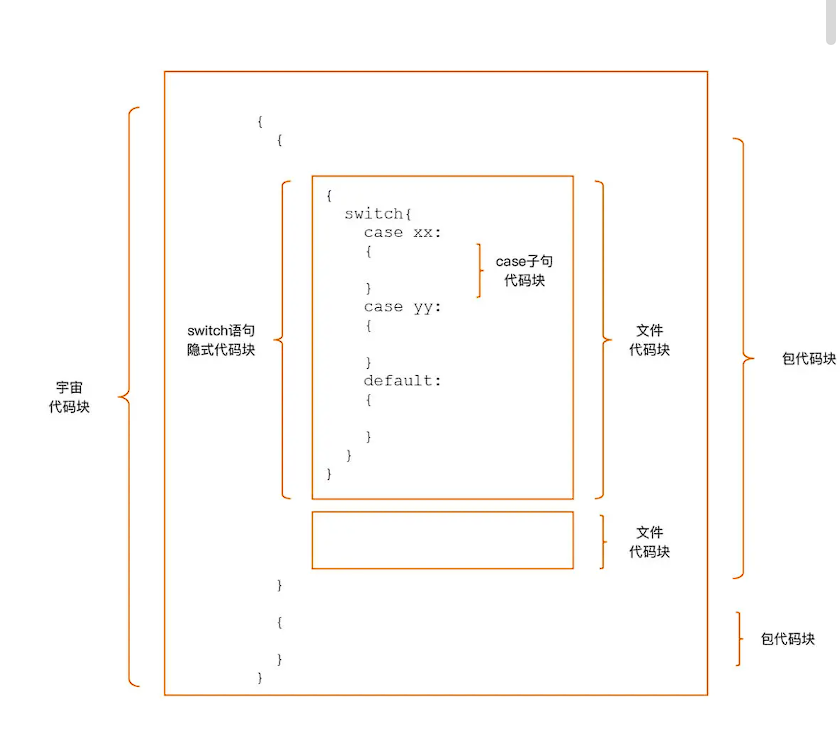 {
{
{
switch{
case xx:
{
case子句
代码块
}
case yy:
{
switch语句
隐式代码块
文件
代码块
包代码块
}
default:
宇宙
代码块
{
}
}
}
文件
代码块
}
{
包代码块
}
}